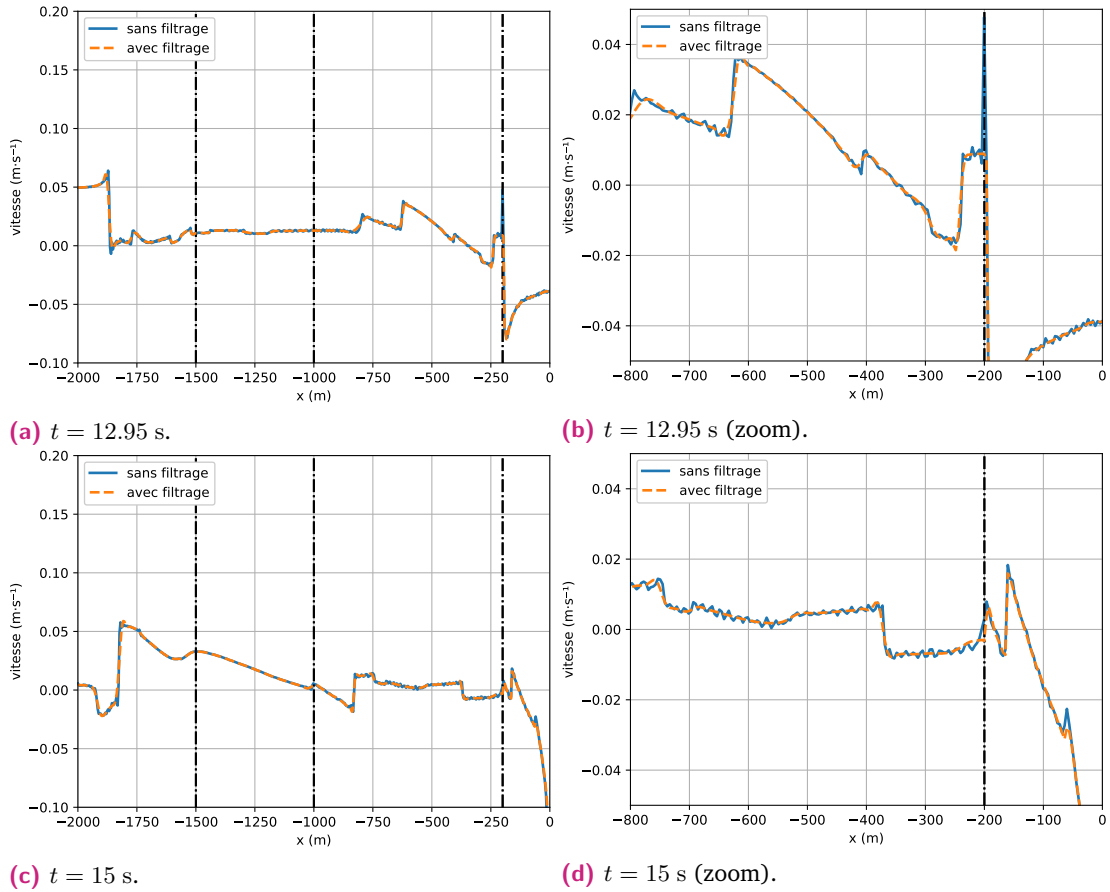 0.20
0.15
0.10
0.05
0.00
−0.05
−0.10
vitesse (m·s⁻¹)
sans filtrage
avec filtrage
−2000 −1750 −1500 −1250 −1000 −750 −500 −250 0
x (m)
(a) t = 12.95 s.
0.04
0.02
0.00
−0.02
−0.04
vitesse (m·s⁻¹)
sans filtrage
avec filtrage
−800 −700 −600 −500 −400 −300 −200 −100 0
x (m)
(b) t = 12.95 s (zoom).
0.20
0.15
0.10
0.05
0.00
−0.05
−0.10
vitesse (m·s⁻¹)
sans filtrage
avec filtrage
−2000 −1750 −1500 −1250 −1000 −750 −500 −250 0
x (m)
(c) t = 15 s.
0.04
0.02
0.00
−0.02
−0.04
vitesse (m·s⁻¹)
sans filtrage
avec filtrage
−800 −700 −600 −500 −400 −300 −200 −100 0
x (m)
(d) t = 15 s (zoom).